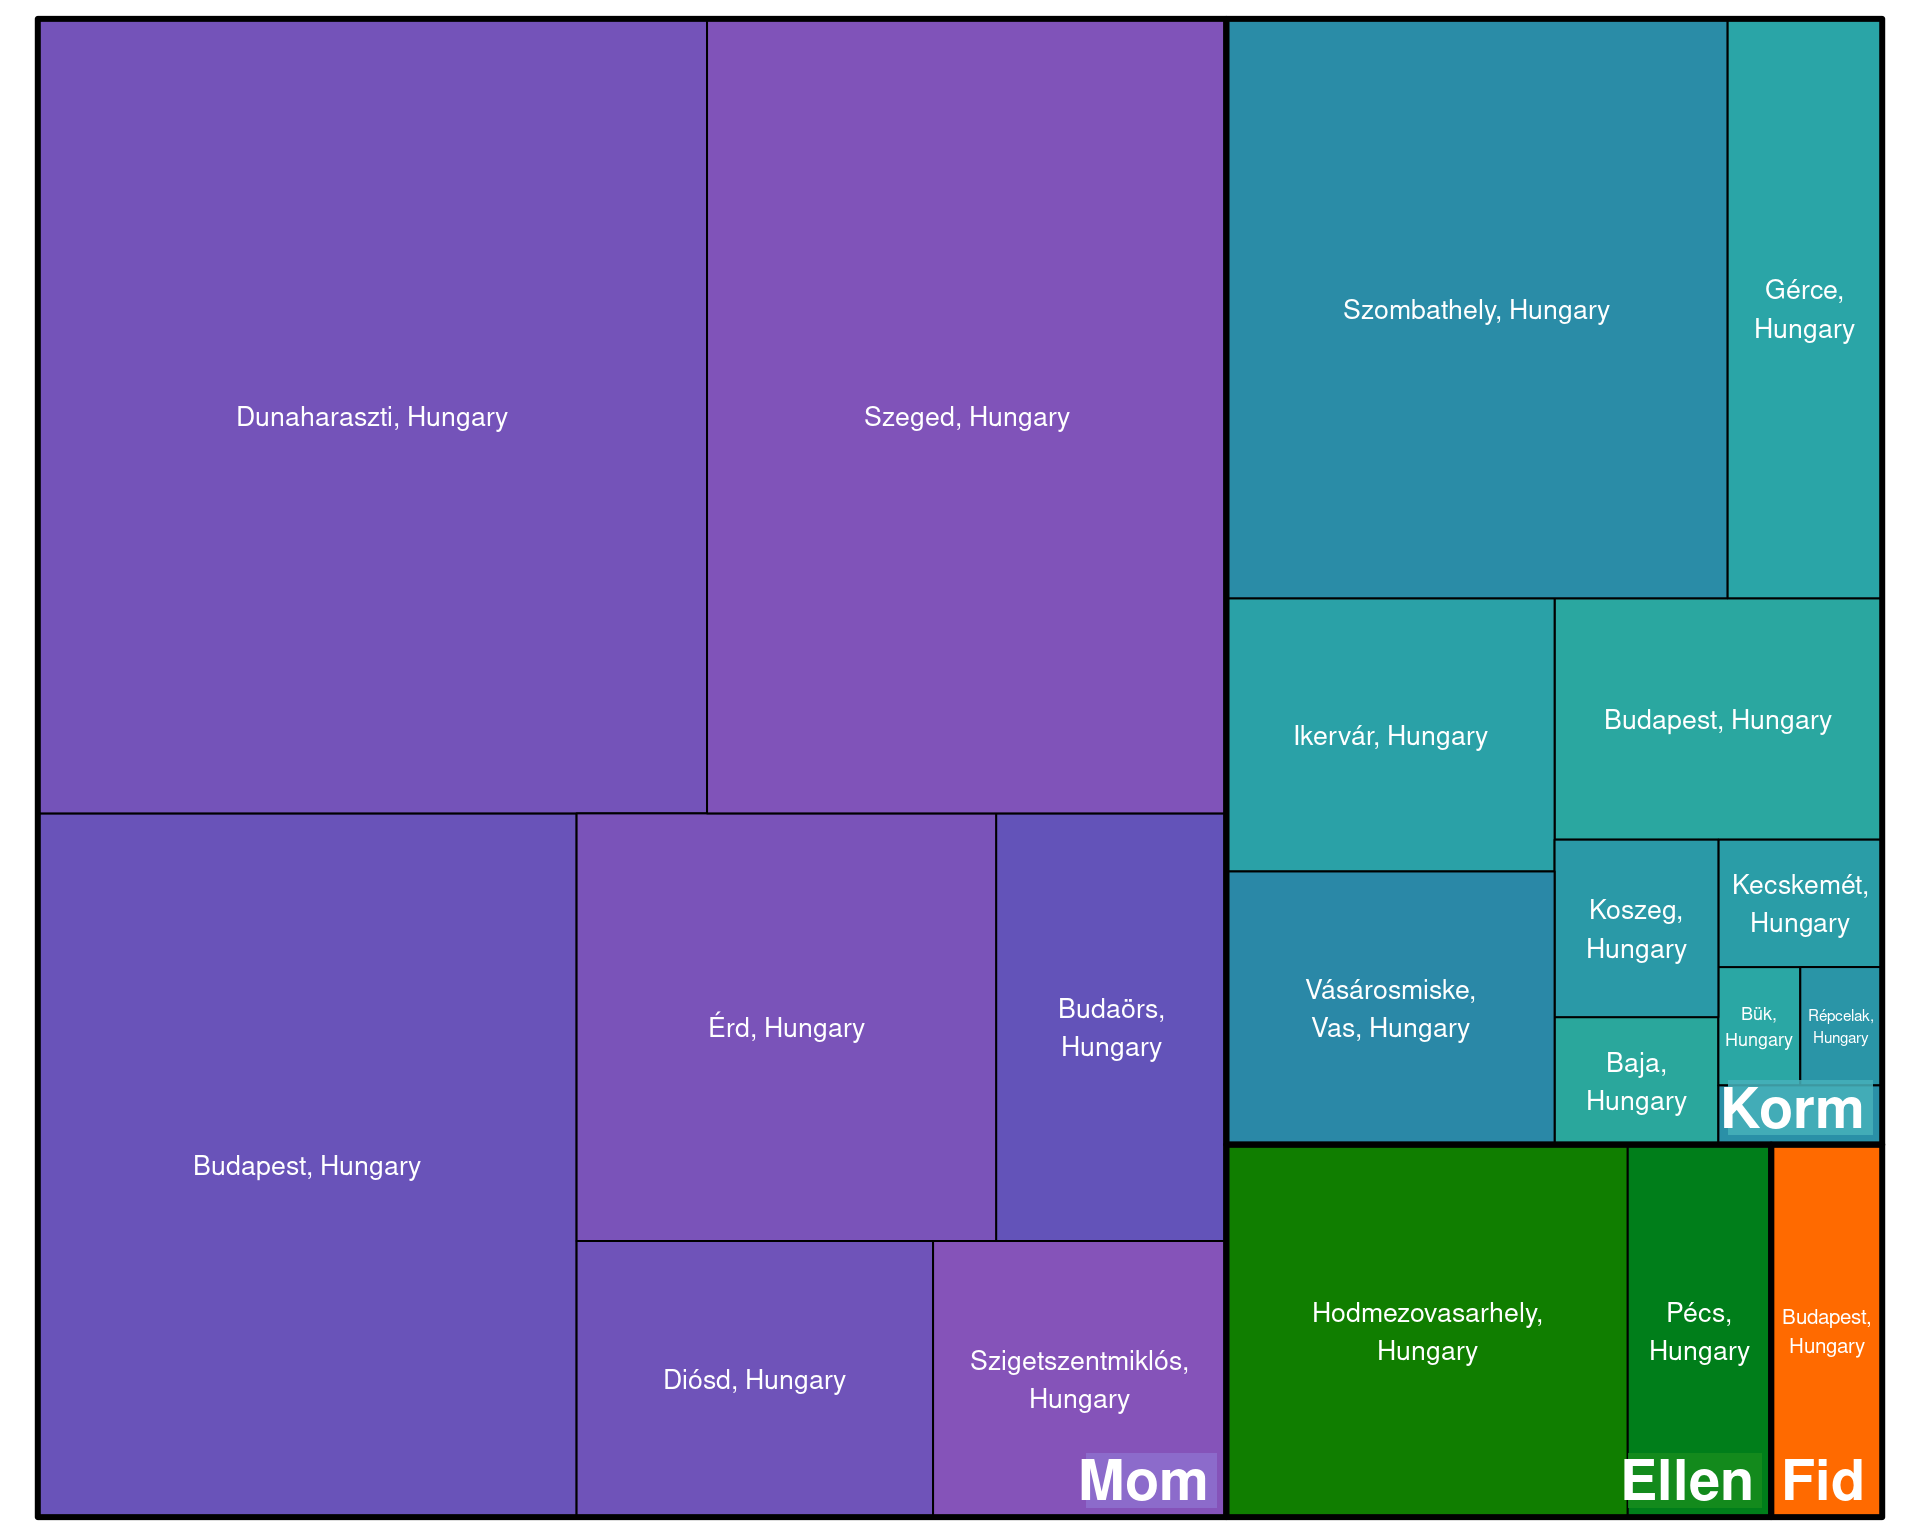 Dunaharaszti, Hungary
Szeged, Hungary
Budapest, Hungary
Érd, Hungary
Budaörs,
Hungary
Diósd, Hungary
Szigetszentmiklós,
Hungary
Mom
Szombathely, Hungary
Gérce,
Hungary
Ikervár, Hungary
Budapest, Hungary
Vásárosmiske,
Vas, Hungary
Koszeg,
Hungary
Kecskemét,
Hungary
Baja,
Hungary
Bük,
Hungary
Répcelak,
Hungary
Korm
Hodmezovasarhely,
Hungary
Pécs,
Hungary
Ellen
Budapest,
Hungary
Fid